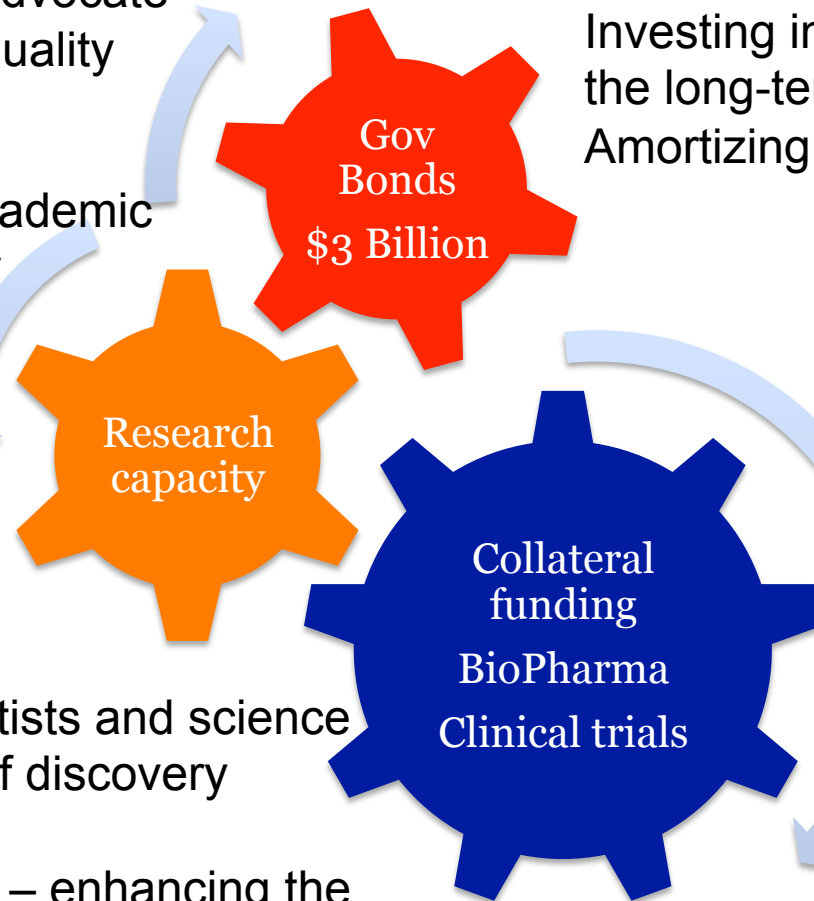 uality
Investing
the long-te
Amortizing
Gov
Bonds
$3 Billion
ademic
Research
capacity
Collateral
funding
BioPharma
Clinical trials
tists and science
f discovery
– enhancing the